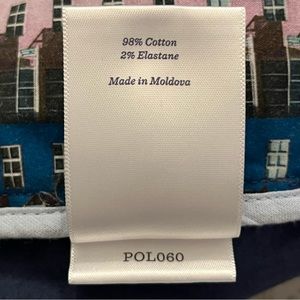 98% Cotton
2% Elastane
Made in Moldova
POL060